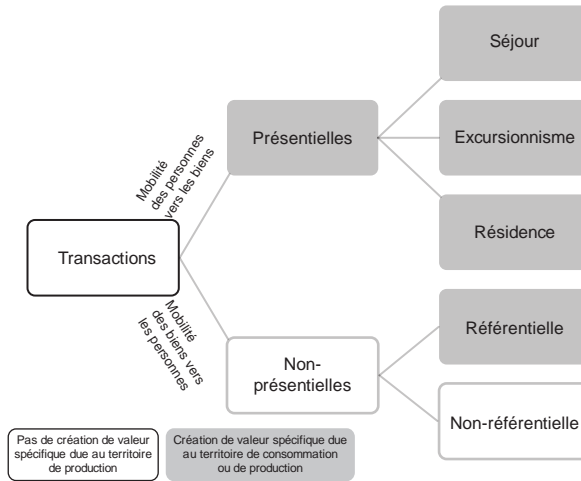 Séjour
Mobilité
des personnes
vers les biens
Présentielles
Excursionnisme
Résidence
Transactions
Mobilité
des biens vers
les personnes
Non-
présentielles
Référentielle
Non-référentielle
Pas de création de valeur
spécifique due au territoire
de production
Création de valeur spécifique due
au territoire de consommation
ou de production